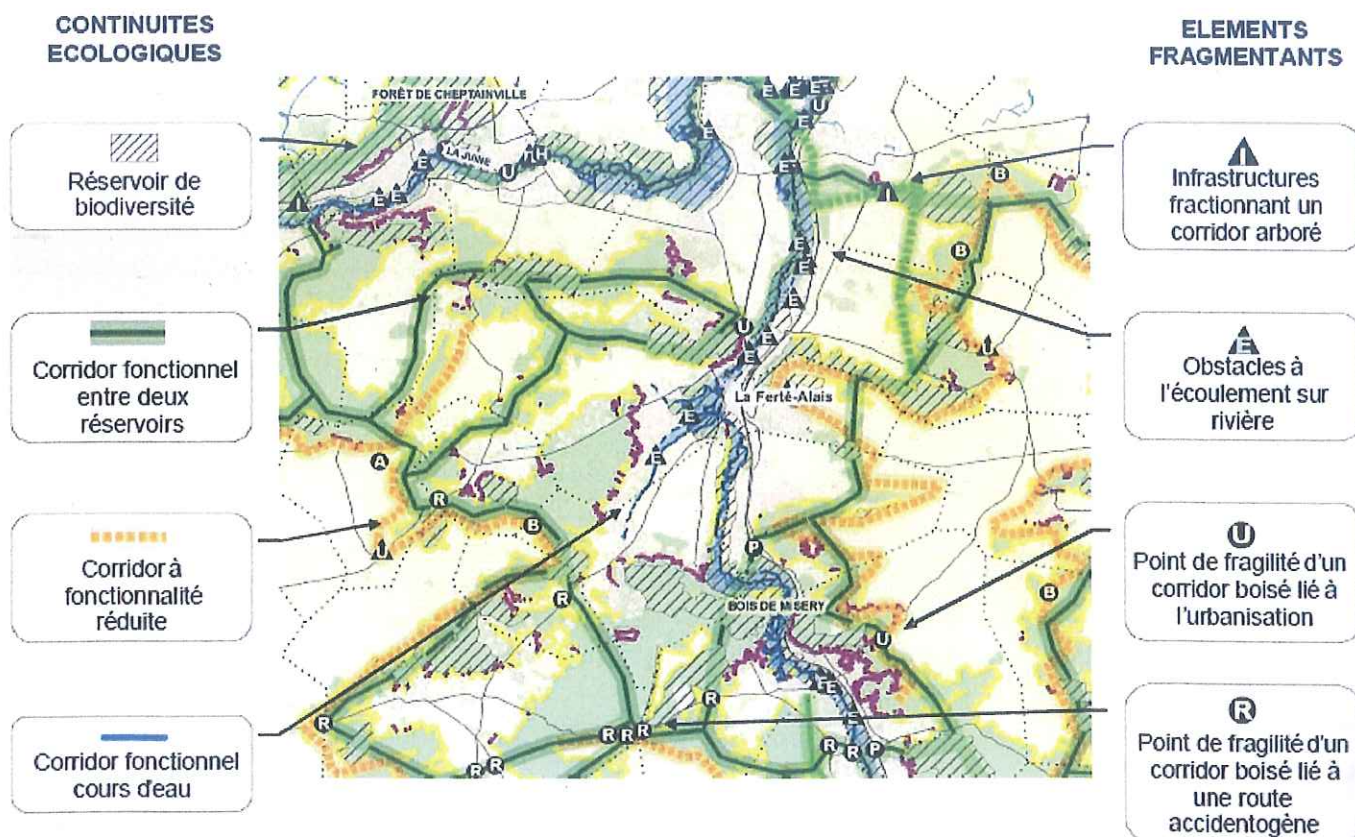 CONTINUITES
ECOLOGIQUES
Réservoir de
biodiversité
Corridor fonctionnel
entre deux
réservoirs
Corridor à
fonctionnalité
réduite
Corridor fonctionnel
cours d'eau
FORÊT DE CHEPTAINVILLE
LA JUINE
La Ferté-Alais
BOIS DE MISERY
ELEMENTS
FRAGMENTANTS
I
Infrastructures
fractionnant un
corridor arboré
E
Obstacles à
l'écoulement sur
rivière
U
Point de fragilité d'un
corridor boisé lié à
l'urbanisation
R
Point de fragilité d'un
corridor boisé lié à
une route
accidentogène